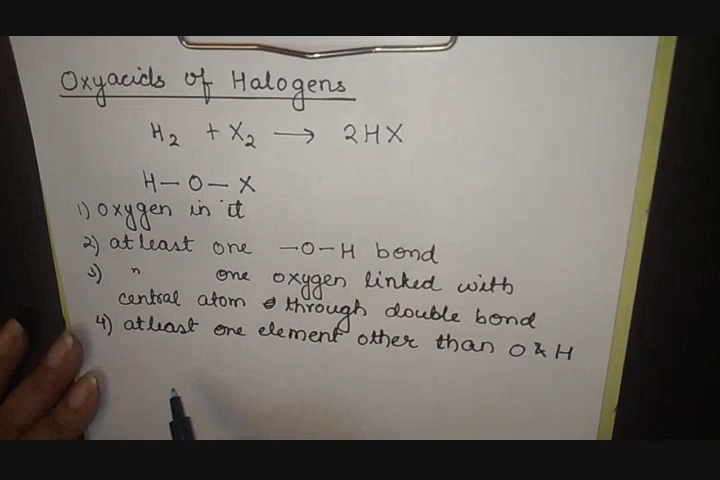 Oxyacids of Halogens
H2 + X2 → 2HX
H – O – X
1) oxygen in it
2) at least one –O–H bond
3) " one oxygen linked with
central atom through double bond
4) atleast one element other than O & H